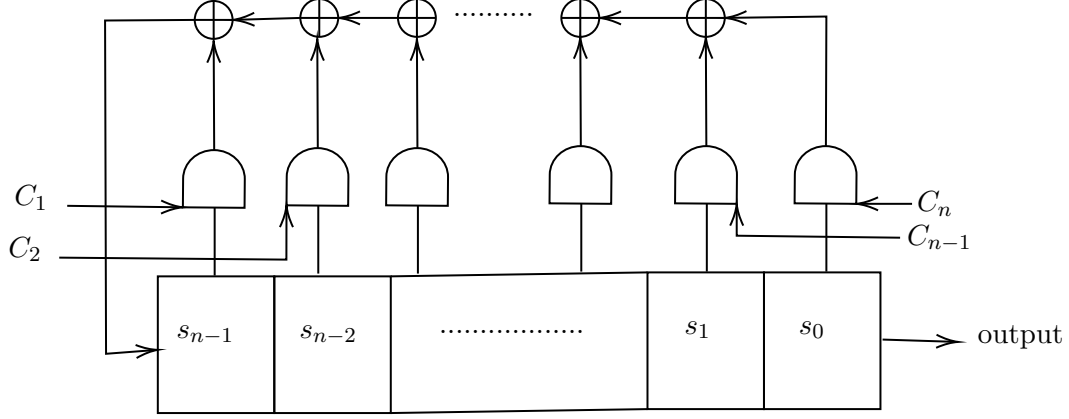 C_1
C_n
C_{n-1}
C_2
s_{n-1} s_{n-2} .................. s_1 s_0 output